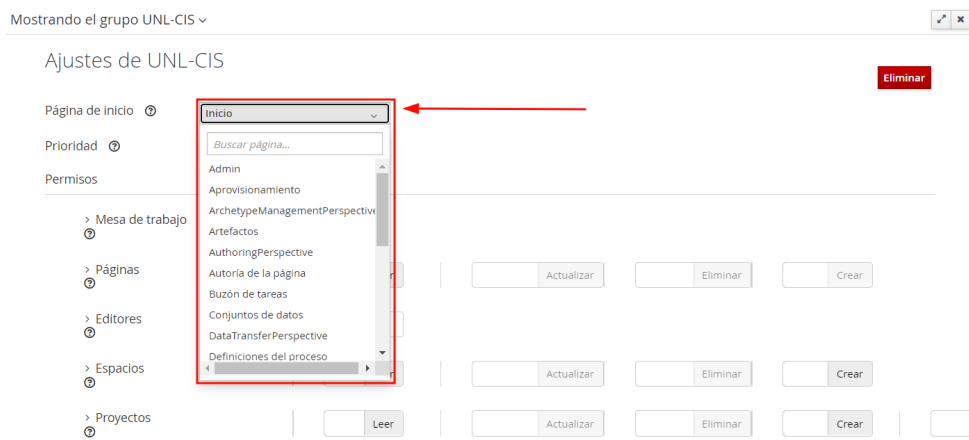 Mostrando el grupo UNL-CIS
Ajustes de UNL-CIS
Eliminar
Página de inicio
Inicio
Prioridad
Buscar página...
Permisos
Admin
Aprovisionamiento
ArchetypeManagementPerspective
Artefactos
AuthoringPerspective
Autoría de la página
Buzón de tareas
Conjuntos de datos
DataTransferPerspective
Definiciones del proceso
Mesa de trabajo
Páginas
Actualizar Eliminar Crear
Editores
Espacios
Actualizar Eliminar Crear
Proyectos
Leer Actualizar Eliminar Crear